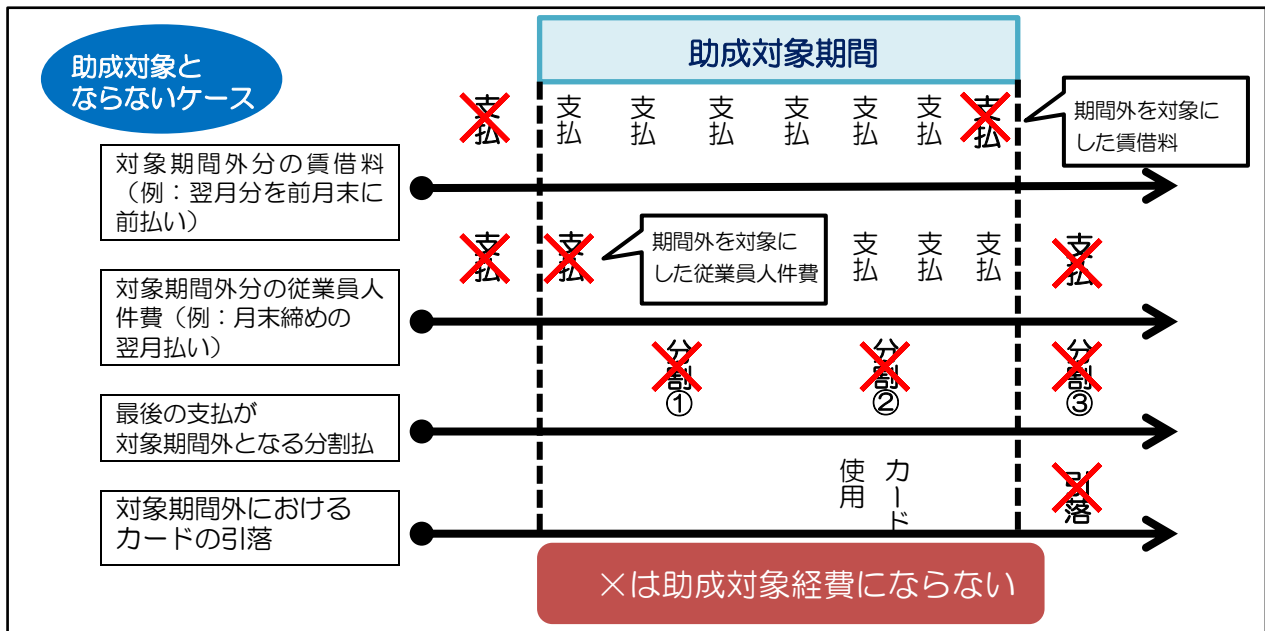 助成対象と
ならないケース
助成対象期間
支払
支払
支払
支払
支払
支払
支払
支払
期間外を対象に
した賃借料
対象期間外分の賃借料
（例：翌月分を前月末に
前払い）
支払
支払
期間外を対象に
した従業員人件費
支払
支払
支払
支払
対象期間外分の従業員人
件費（例：月末締めの
翌月払い）
分割①
分割②
分割③
最後の支払が
対象期間外となる分割払
カード
使用
引落
対象期間外における
カードの引落
×は助成対象経費にならない